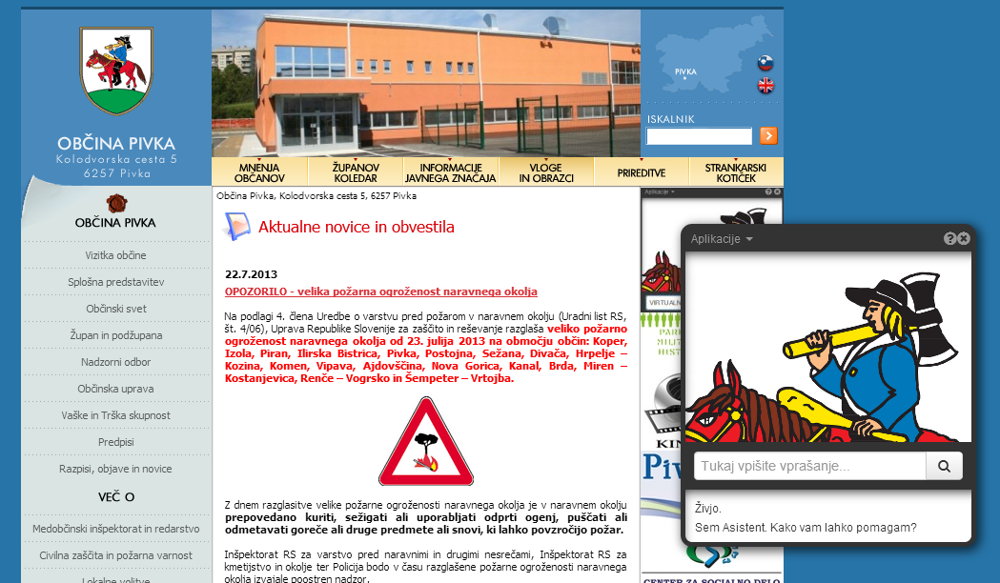 OBČINA PIVKA
Kolodvorska cesta 5
6257 Pivka
PIVKA
ISKALNIK
MNENJA OBČANOV
ŽUPANOV KOLEDAR
INFORMACIJE JAVNEGA ZNAČAJA
VLOGE IN OBRAZCI
PRIREDITVE
STRANKARSKI KOTIČEK
OBČINA PIVKA
Vizitka občine
Splošna predstavitev
Občinski svet
Župan in podžupana
Nadzorni odbor
Občinska uprava
Vaške in Trška skupnost
Predpisi
Razpisi, objave in novice
VEČ O
Medobčinski inšpektorat in redarstvo
Civilna zaščita in požarna varnost
Lokalne volitve
Občina Pivka, Kolodvorska cesta 5, 6257 Pivka
Aktualne novice in obvestila
22.7.2013
OPOZORILO - velika požarna ogroženost naravnega okolja
Na podlagi 4. člena Uredbe o varstvu pred požarom v naravnem okolju (Uradni list RS,
št. 4/06), Uprava Republike Slovenije za zaščito in reševanje razglaša veliko požarno
ogroženost naravnega okolja od 23. julija 2013 na območju občin: Koper,
Izola, Piran, Ilirska Bistrica, Pivka, Postojna, Sežana, Divača, Hrpelje –
Kozina, Komen, Vipava, Ajdovščina, Nova Gorica, Kanal, Brda, Miren –
Kostanjevica, Renče – Vogrsko in Šempeter – Vrtojba.
Z dnem razglasitve velike požarne ogroženosti naravnega okolja je v naravnem okolju
prepovedano kuriti, sežigati ali uporabljati odprti ogenj, puščati ali
odmetavati goreče ali druge predmete ali snovi, ki lahko povzročijo požar.
Inšpektorat RS za varstvo pred naravnimi in drugimi nesrečami, Inšpektorat RS za
kmetijstvo in okolje ter Policija bodo v času razglašene požarne ogroženosti naravnega
okolja izvajale poostren nadzor.
Aplikacije
VIRTUALN
PAR
MILIT
HIST
KIN
Piv
CENTER ZA SOCIALNO DELO
Aplikacije
Tukaj vpišite vprašanje...
Živjo.
Sem Asistent. Kako vam lahko pomagam?